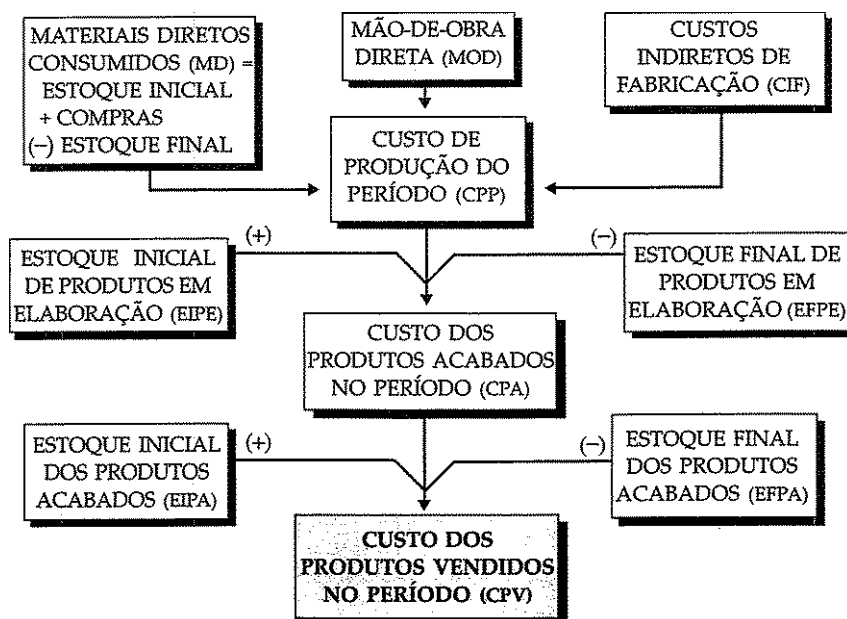 MATERIAIS DIRETOS
CONSUMIDOS (MD) =
ESTOQUE INICIAL
+ COMPRAS
(−) ESTOQUE FINAL
MÃO-DE-OBRA
DIRETA (MOD)
CUSTOS
INDIRETOS DE
FABRICAÇÃO (CIF)
CUSTO DE
PRODUÇÃO DO
PERÍODO (CPP)
(+)
(−)
ESTOQUE INICIAL
DE PRODUTOS EM
ELABORAÇÃO (EIPE)
ESTOQUE FINAL DE
PRODUTOS EM
ELABORAÇÃO (EFPE)
CUSTO DOS
PRODUTOS ACABADOS
NO PERÍODO (CPA)
(+)
(−)
ESTOQUE INICIAL
DOS PRODUTOS
ACABADOS (EIPA)
ESTOQUE FINAL
DOS PRODUTOS
ACABADOS (EFPA)
CUSTO DOS
PRODUTOS VENDIDOS
NO PERÍODO (CPV)